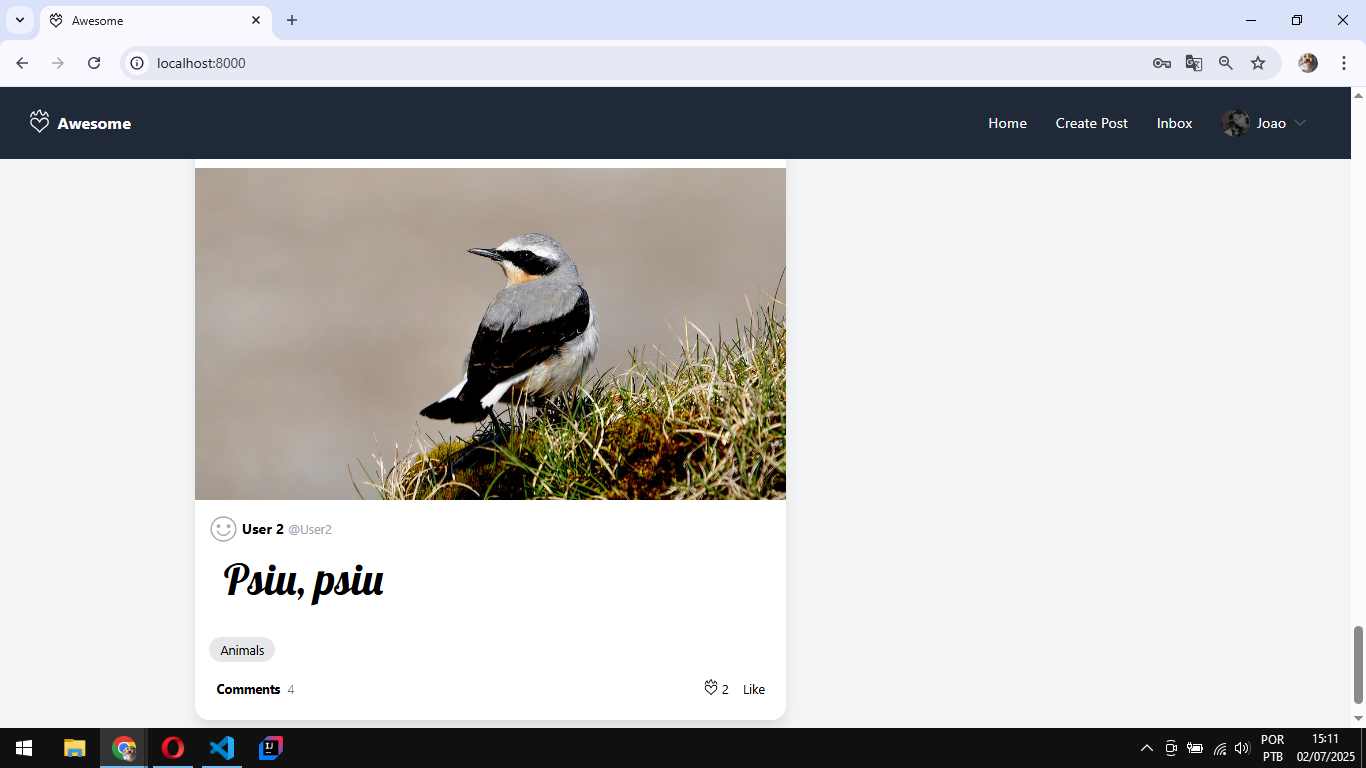 Awesome
localhost:8000
Awesome
Home Create Post Inbox Joao
User 2 @User2
Psiu, psiu
Animals
Comments 4 2 Like
IJ
POR 15:11
PTB 02/07/2025